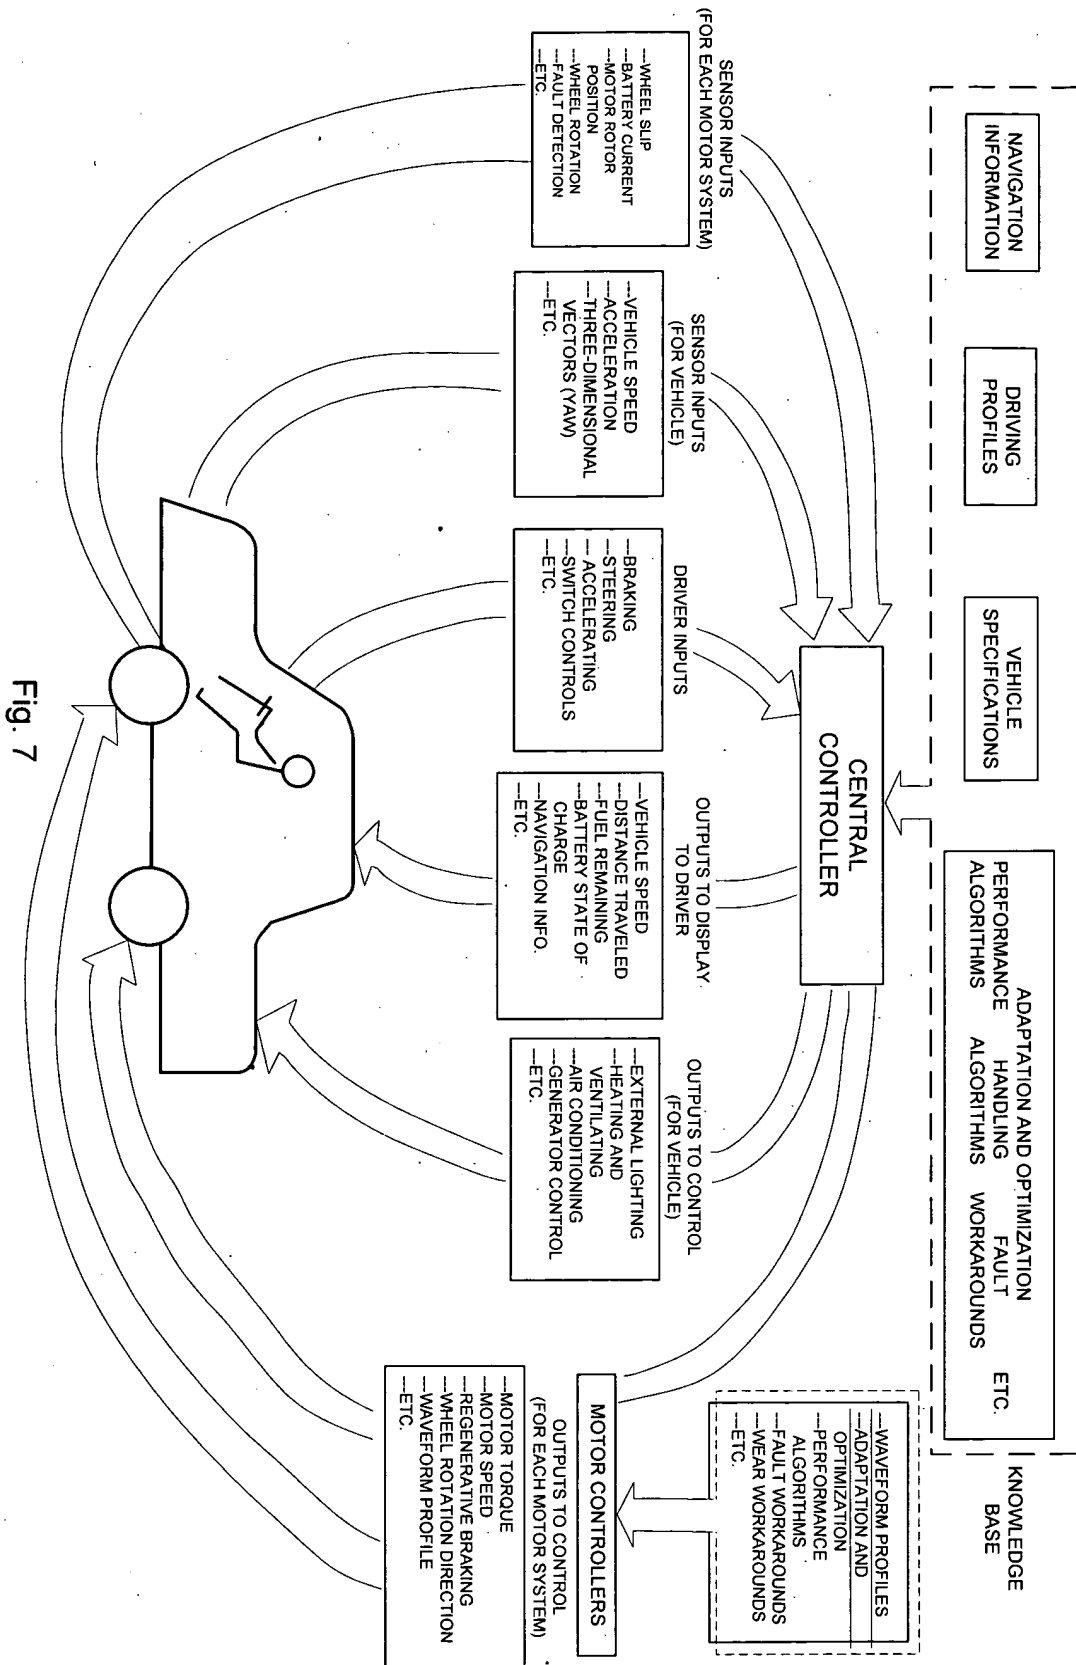 NAVIGATION
INFORMATION
DRIVING
PROFILES
VEHICLE
SPECIFICATIONS
ADAPTATION AND OPTIMIZATION
PERFORMANCE HANDLING FAULT ETC.
ALGORITHMS ALGORITHMS WORKAROUNDS
KNOWLEDGE
BASE
CENTRAL
CONTROLLER
---WAVEFORM PROFILES
---ADAPTATION AND
OPTIMIZATION
---PERFORMANCE
ALGORITHMS
---FAULT WORKAROUNDS
---WEAR WORKAROUNDS
---ETC.
MOTOR CONTROLLERS
SENSOR INPUTS
(FOR EACH MOTOR SYSTEM)
---WHEEL SLIP
---BATTERY CURRENT
---MOTOR ROTOR
POSITION
---WHEEL ROTATION
---FAULT DETECTION
---ETC.
SENSOR INPUTS
(FOR VEHICLE)
---VEHICLE SPEED
---ACCELERATION
---THREE-DIMENSIONAL
VECTORS (YAW)
---ETC.
DRIVER INPUTS
---BRAKING
---STEERING
--- ACCELERATING
---SWITCH CONTROLS
---ETC.
OUTPUTS TO DISPLAY
TO DRIVER
---VEHICLE SPEED
---DISTANCE TRAVELED
---FUEL REMAINING
---BATTERY STATE OF
CHARGE
---NAVIGATION INFO.
---ETC.
OUTPUTS TO CONTROL
(FOR VEHICLE)
---EXTERNAL LIGHTING
---HEATING AND
VENTILATING
---AIR CONDITIONING
---GENERATOR CONTROL
---ETC.
OUTPUTS TO CONTROL
(FOR EACH MOTOR SYSTEM)
---MOTOR TORQUE
---MOTOR SPEED
---REGENERATIVE BRAKING
---WHEEL ROTATION DIRECTION
---WAVEFORM PROFILE
---ETC.
Fig. 7